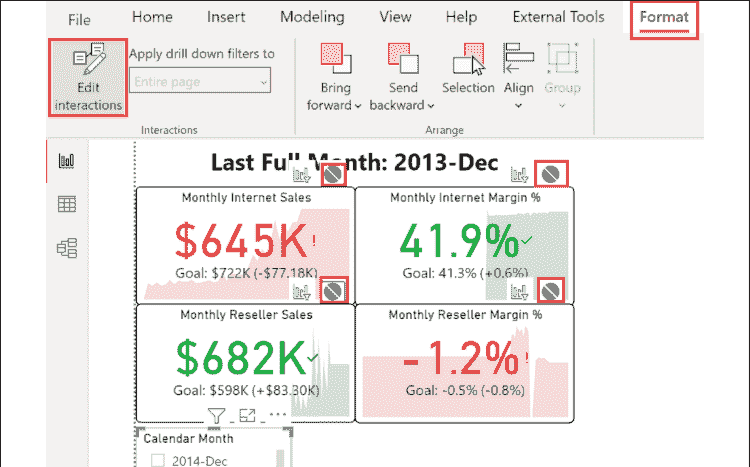 File Home Insert Modeling View Help External Tools Format
Edit interactions
Apply drill down filters to
Entire page
Bring forward
Send backward
Selection
Align
Group
Interactions
Arrange
Last Full Month: 2013-Dec
Monthly Internet Sales
$645K!
Goal: $722K (-$77.18K)
Monthly Internet Margin %
41.9%✓
Goal: 41.3% (+0.6%)
Monthly Reseller Sales
$682K✓
Goal: $598K (+$83.30K)
Monthly Reseller Margin %
-1.2%!
Goal: -0.5% (-0.8%)
Calendar Month
2014-Dec